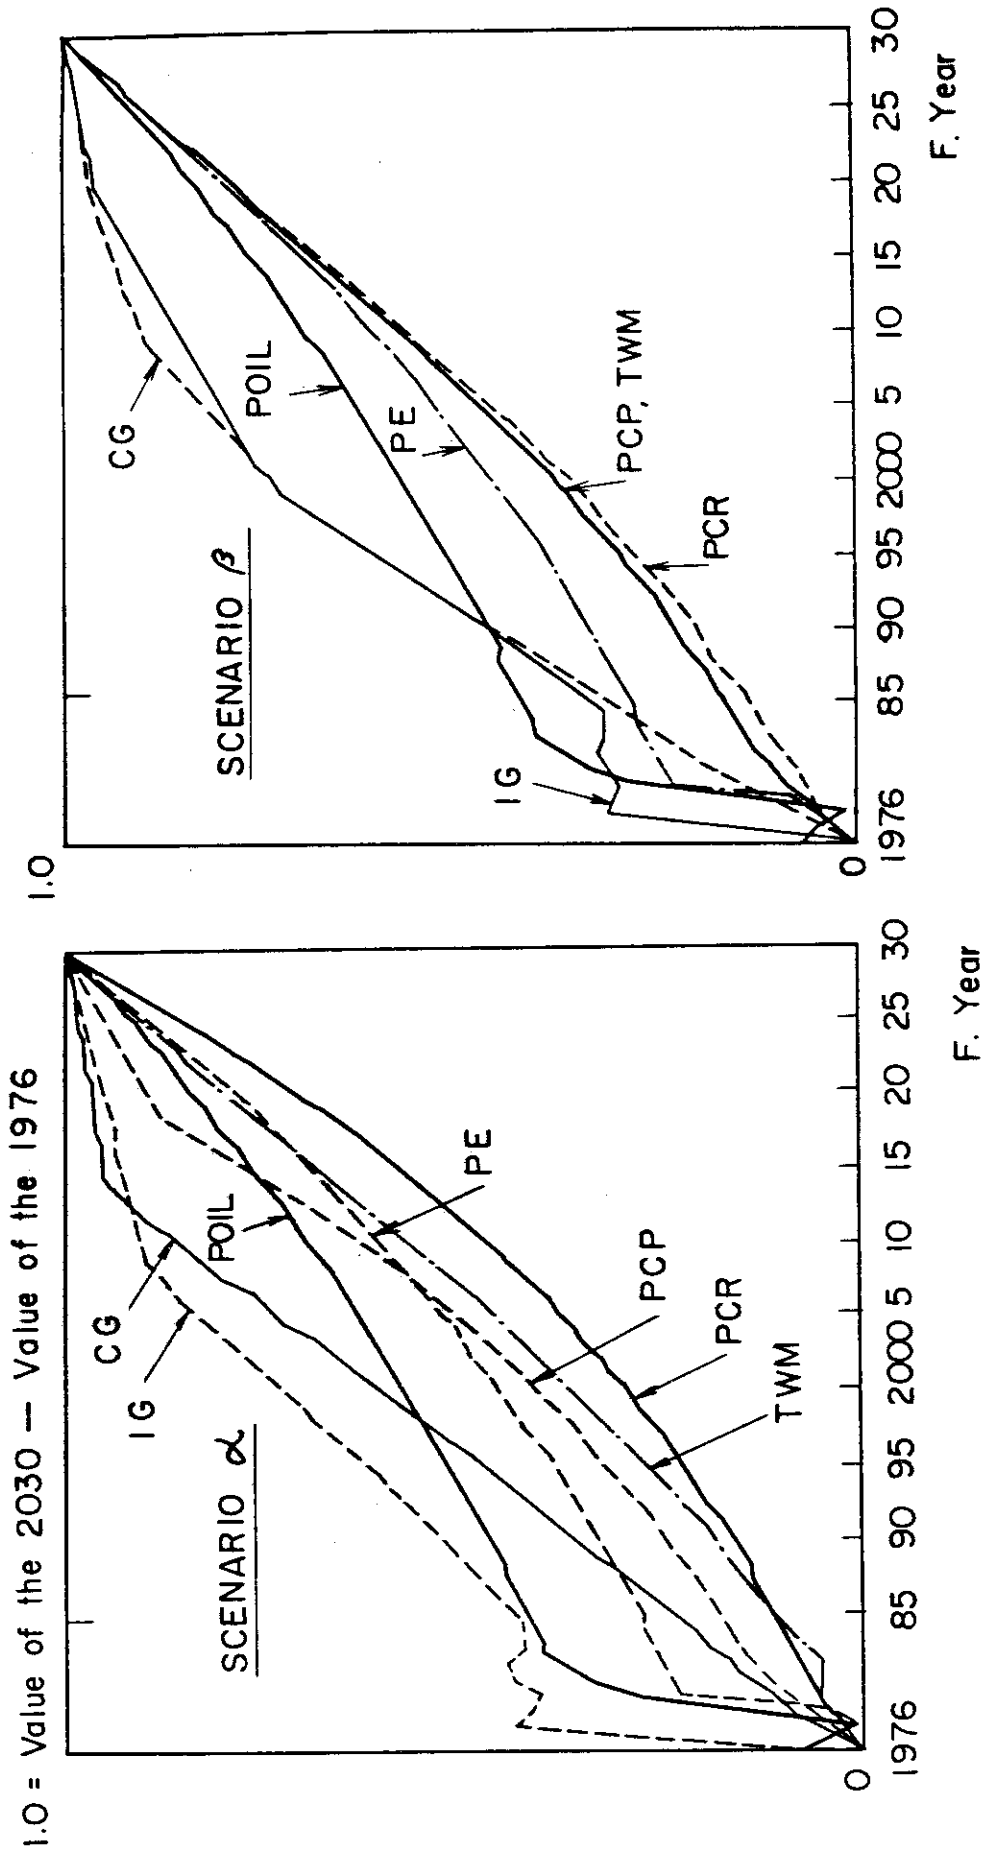 1.0 = Value of the 2030 — Value of the 1976
SCENARIO α
IG
CG
POIL
PE
PCP
PCR
TWM
0
1976 85 90 95 2000 5 10 15 20 25 30
F. Year
1.0
SCENARIO β
CG
POIL
PE
IG
PCP, TWM
PCR
0
1976 85 90 95 2000 5 10 15 20 25 30
F. Year